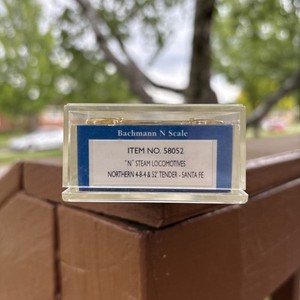 Bachmann N Scale
ITEM NO. 58052
"N" STEAM LOCOMOTIVES
NORTHERN 4-8-4 & 52' TENDER - SANTA FE